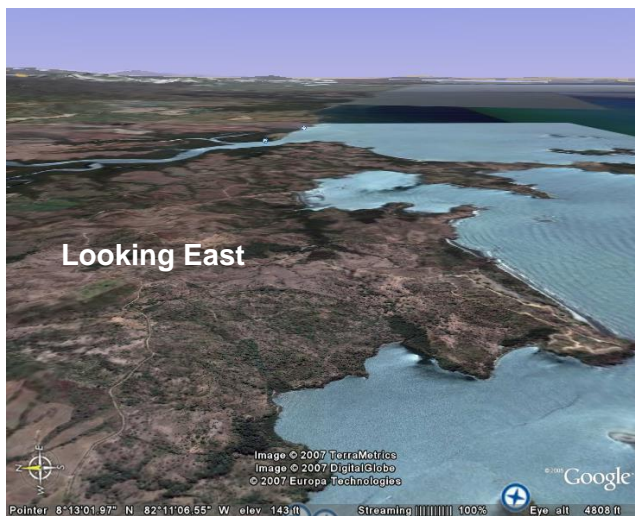 Looking East
Image © 2007 TerraMetrics
Image © 2007 DigitalGlobe
© 2007 Europa Technologies
© 2005 Google
N E S W
Pointer 8°13'01.97" N 82°11'06.55" W elev 143 ft Streaming |||||||||| 100% Eye alt 4808 ft